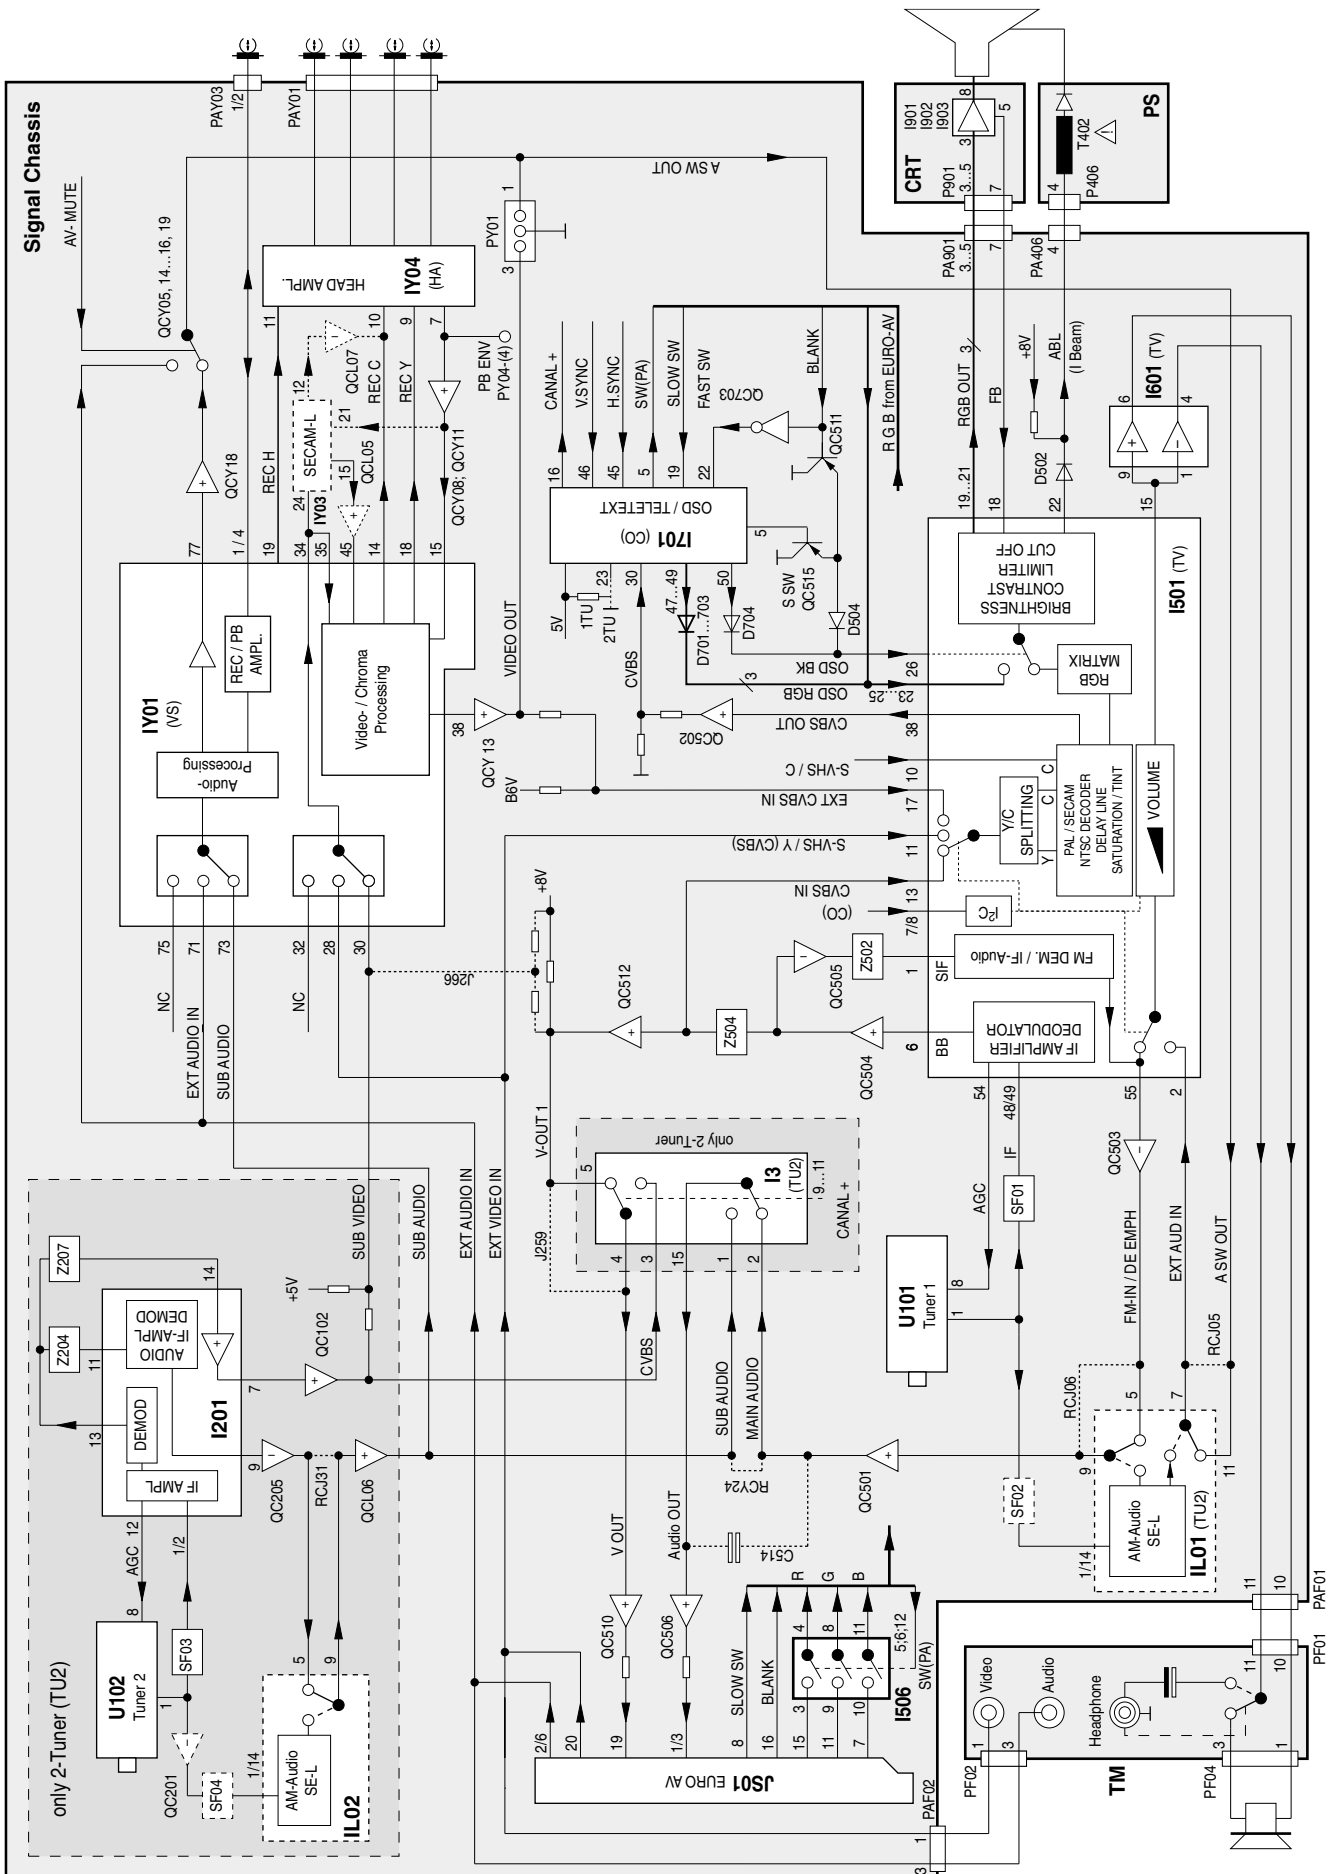 Signal Chassis
AV- MUTE
QCY05, 14...16, 19
PAY03
1/2
PAY01
A SW OUT
11
HEAD AMPL.
IY04
(HA)
10
9
7
12
QCL07
REC C
REC Y
PB ENV
PY04-(4)
PY01
1
3
REC H
SECAM-L
IY03
24
15
21
QCL05
QCY08; QCY11
QCY18
77
1 / 4
19
34
35
45
14
18
15
IY01
(VS)
REC / PB
AMPL.
Audio-
Processing
Video- / Chroma
Processing
38
QCY 13
VIDEO OUT
B6V
75
71
73
32
28
30
NC
EXT AUDIO IN
SUB AUDIO
NC
J266
CANAL +
V.SYNC
H.SYNC
SW(PA)
SLOW SW
FAST SW
BLANK
QC703
QC511
R G B from EURO-AV
16
46
45
5
19
22
OSD / TELETEXT
I701
(CO)
5
S SW
QC515
5V
1TU
2TU
23
30
47...49
50
CVBS
D701...703
D704
D504
3
QC502
OSD BK
OSD RGB
CVBS OUT
S-VHS / C
EXT CVBS IN
S-VHS / Y (CVBS)
CVBS IN
(CO)
26
23...25
38
10
17
11
13
7/8
CRT
I901
I902
I903
8
5
3
P901
3...5
7
PS
T402
P406
4
PA901
3...5
7
PA406
4
RGB OUT
3
FB
+8V
ABL
(I Beam)
D502
19...21
18
22
15
I601 (TV)
6
4
9
1
I501 (TV)
BRIGHTNESS
CONTRAST
LIMITER
CUT OFF
RGB
MATRIX
Y/C
SPLITTING
Y
C
C
PAL / SECAM
NTSC DECODER
DELAY LINE
SATURATION / TINT
VOLUME
I²C
FM DEM. / IF-Audio
SIF
1
IF AMPLIFIER
DEODULATOR
BB
6
54
48/49
55
2
+8V
QC512
QC505
Z502
Z504
QC504
V-OUT 1
J259
only 2-Tuner
I3
(TU2)
9...11
CANAL +
5
4
3
15
1
2
AGC
IF
SF01
U101
Tuner 1
8
1
QC503
FM-IN / DE EMPH
EXT AUD IN
A SW OUT
RCJ05
RCJ06
SF02
5
7
9
11
AM-Audio
SE-L
1/14
IL01 (TU2)
only 2-Tuner (TU2)
Z207
Z204
14
11
13
AUDIO
IF-AMPL
DEMOD
DEMOD
IF AMPL
I201
7
9
8
12
1/2
QC102
+5V
SUB VIDEO
SUB AUDIO
EXT AUDIO IN
EXT VIDEO IN
QC205
RCJ31
QCL06
AGC
8
1
SF03
U102
Tuner 2
QC201
SF04
1/14
AM-Audio
SE-L
IL02
5
9
CVBS
SUB AUDIO
MAIN AUDIO
RCY24
QC501
V OUT
Audio OUT
C514
QC510
QC506
SLOW SW
BLANK
R
G
B
4
8
11
5;6;12
SW(PA)
3
9
10
I506
2/6
20
19
1/3
8
16
15
11
7
JS01 EURO AV
PAF02
1
3
PF02
1
3
Video
Audio
Headphone
TM
PF04
3
1
PF01
11
10
PAF01
11
10